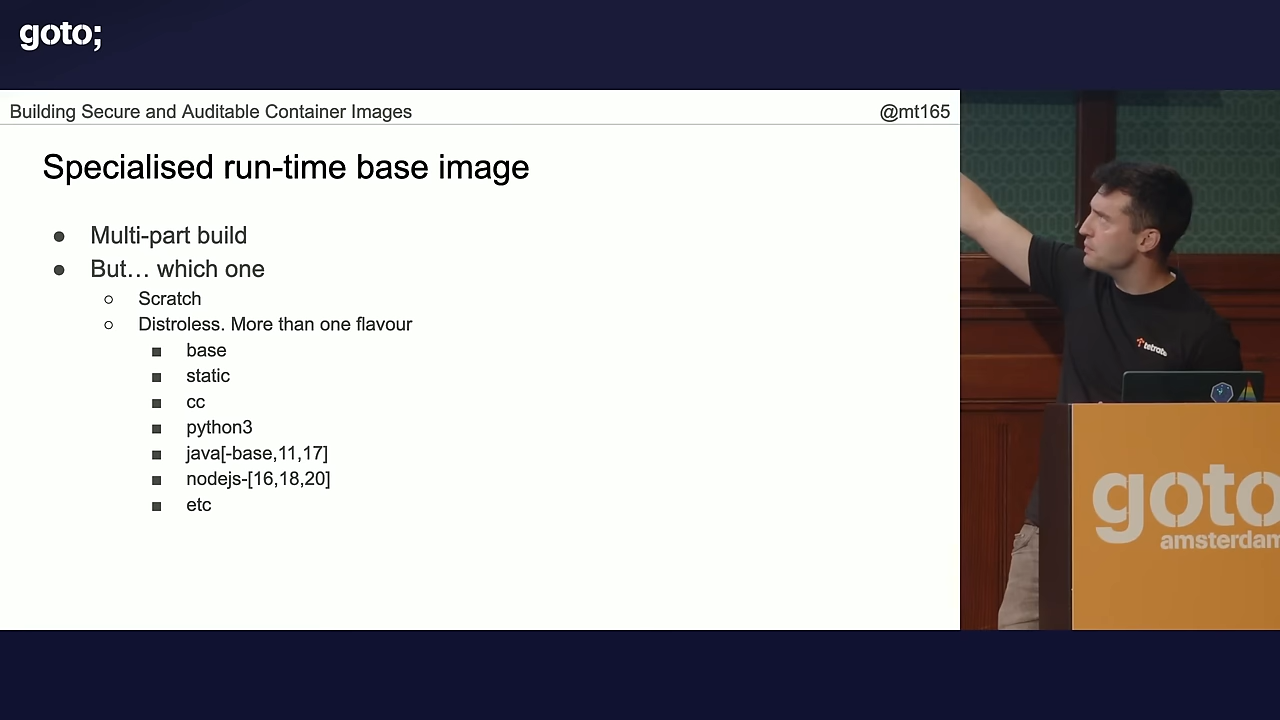 goto;
Building Secure and Auditable Container Images
@mt165
Specialised run-time base image
Multi-part build
But… which one
Scratch
Distroless. More than one flavour
base
static
cc
python3
java[-base,11,17]
nodejs-[16,18,20]
etc
tetrate
goto
amsterdam